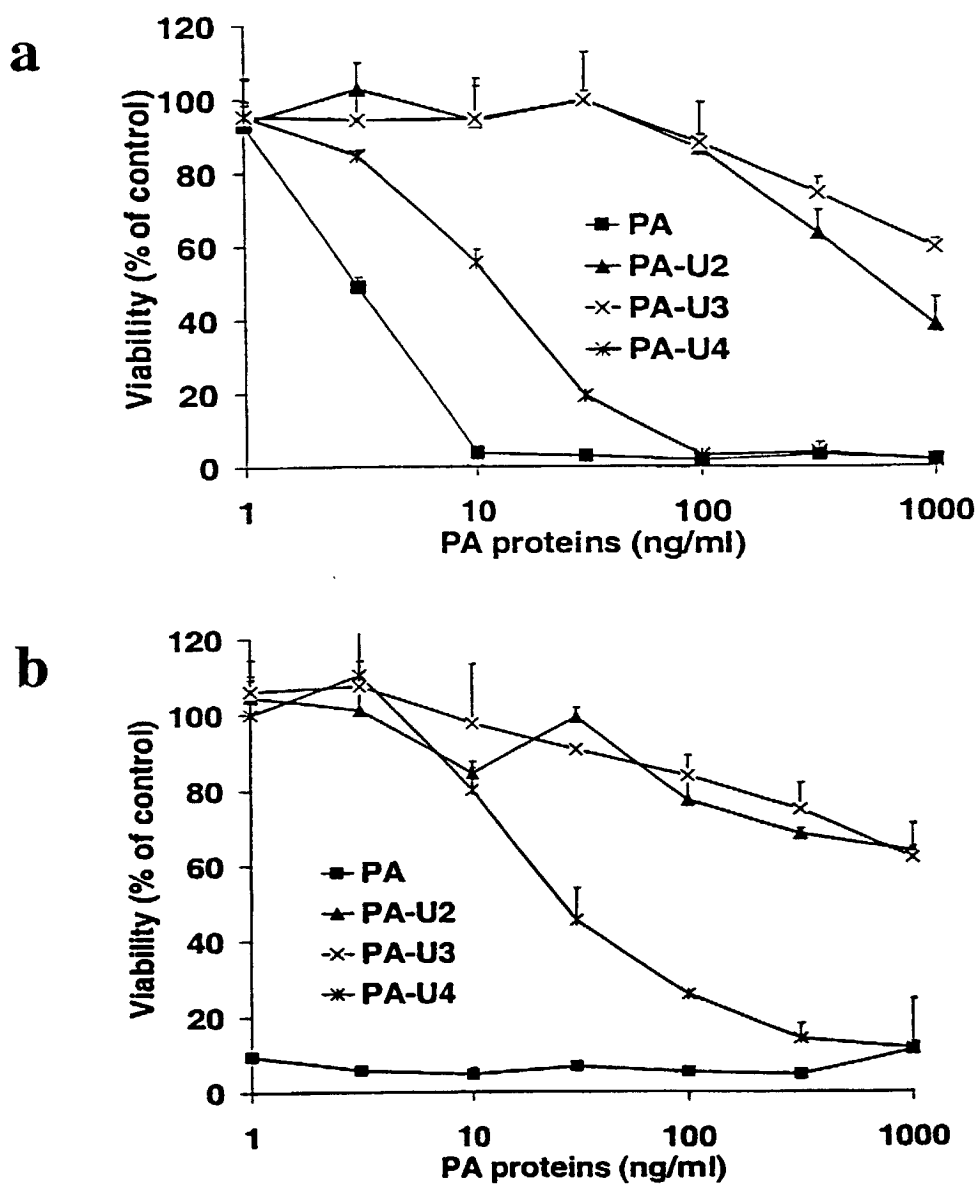 a
120
100
80
60
40
20
0
Viability (% of control)
PA
PA-U2
PA-U3
PA-U4
1 10 100 1000
PA proteins (ng/ml)
b
120
100
80
60
40
20
0
Viability (% of control)
PA
PA-U2
PA-U3
PA-U4
1 10 100 1000
PA proteins (ng/ml)